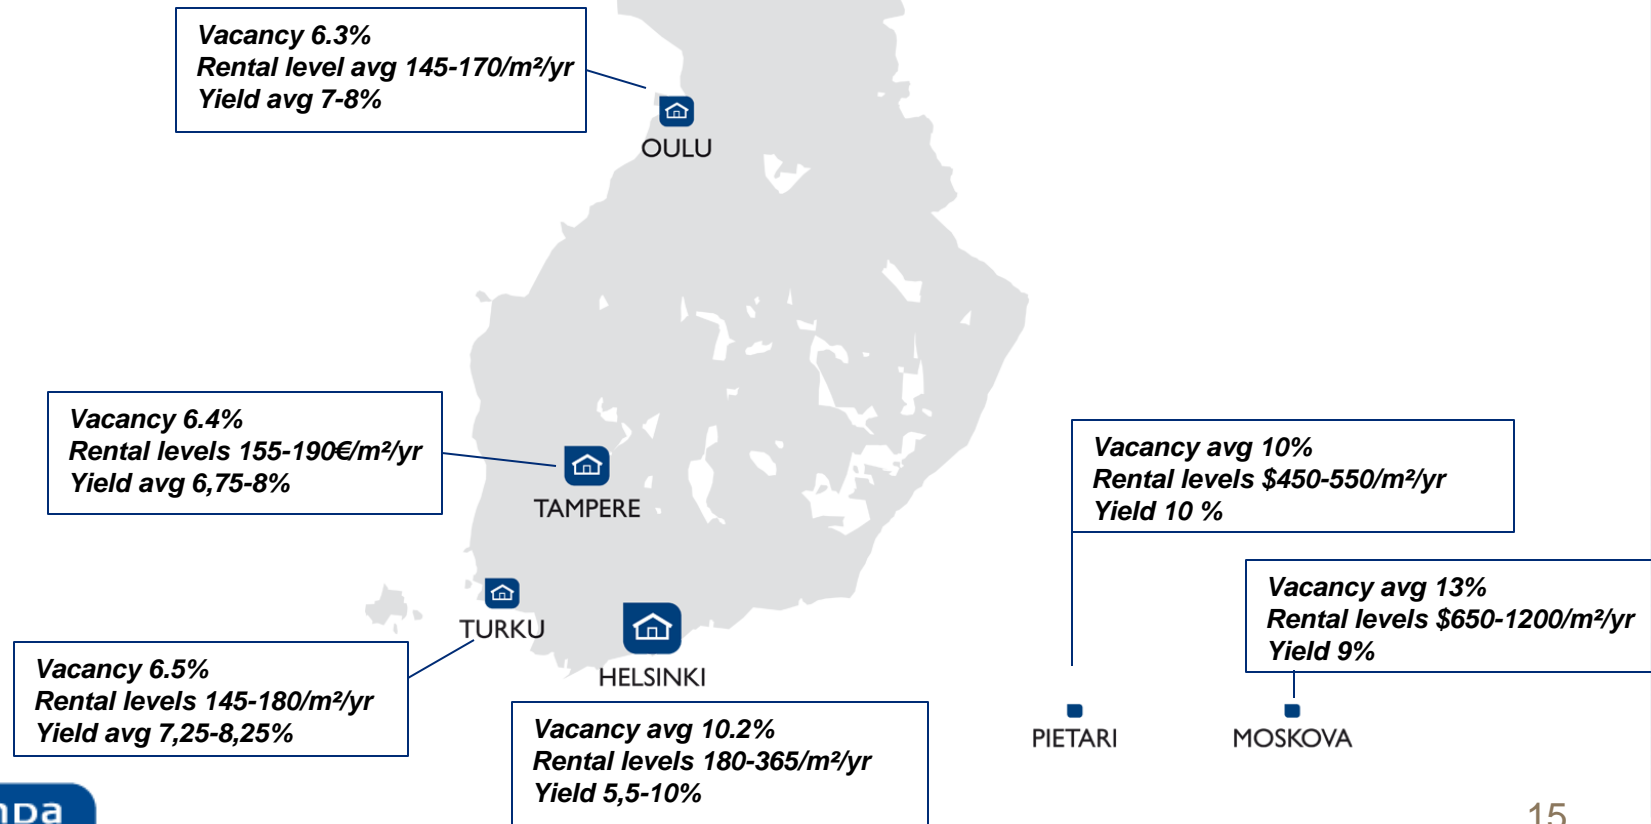 Vacancy 6.3%
Rental level avg 145-170/m²/yr
Yield avg 7-8%
OULU
Vacancy 6.4%
Rental levels 155-190€/m²/yr
Yield avg 6,75-8%
TAMPERE
Vacancy avg 10%
Rental levels $450-550/m²/yr
Yield 10 %
Vacancy avg 13%
Rental levels $650-1200/m²/yr
Yield 9%
TURKU
HELSINKI
Vacancy 6.5%
Rental levels 145-180/m²/yr
Yield avg 7,25-8,25%
Vacancy avg 10.2%
Rental levels 180-365/m²/yr
Yield 5,5-10%
PIETARI
MOSKOVA
15